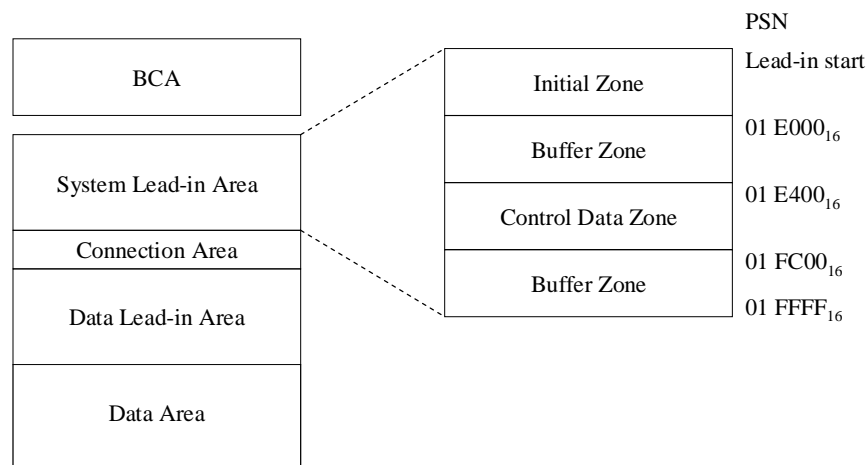 BCA
System Lead-in Area
Connection Area
Data Lead-in Area
Data Area
PSN
Initial Zone
Lead-in start
Buffer Zone
01 E000₁₆
Control Data Zone
01 E400₁₆
Buffer Zone
01 FC00₁₆
01 FFFF₁₆